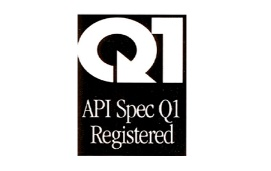 Q1
API Spec Q1
Registered